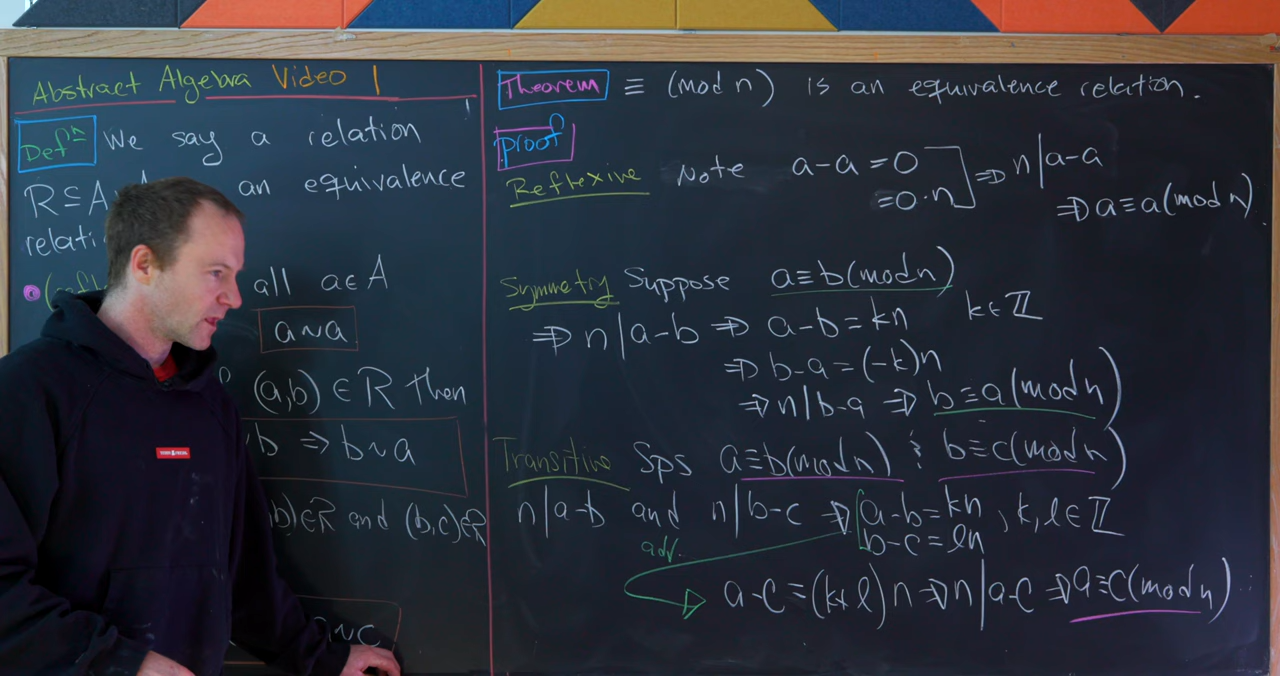 Abstract Algebra Video 1
Defn We say a relation
R ⊆ A an equivalence
all a∈A
a~a
(a,b) ∈ R Then
b ⇒ b~a
b)∈R and (b,c)∈R
a~c
Theorem ≡ (mod n) is an equivalence relation.
Proof
Reflexive Note a-a = 0
=0·n ⇒ n|a-a
⇒ a≡a(mod n)
Symmetry Suppose a≡b(mod n)
⇒ n|a-b ⇒ a-b=kn k∈ℤ
⇒ b-a=(-k)n
⇒ n|b-a ⇒ b≡a(mod n)
Transitive Sps a≡b(mod n) & b≡c(mod n)
n|a-b and n|b-c ⇒ a-b=kn, k,l∈ℤ
b-c=ln
add.
a-c=(k+l)n ⇒ n|a-c ⇒ a≡c(mod n)